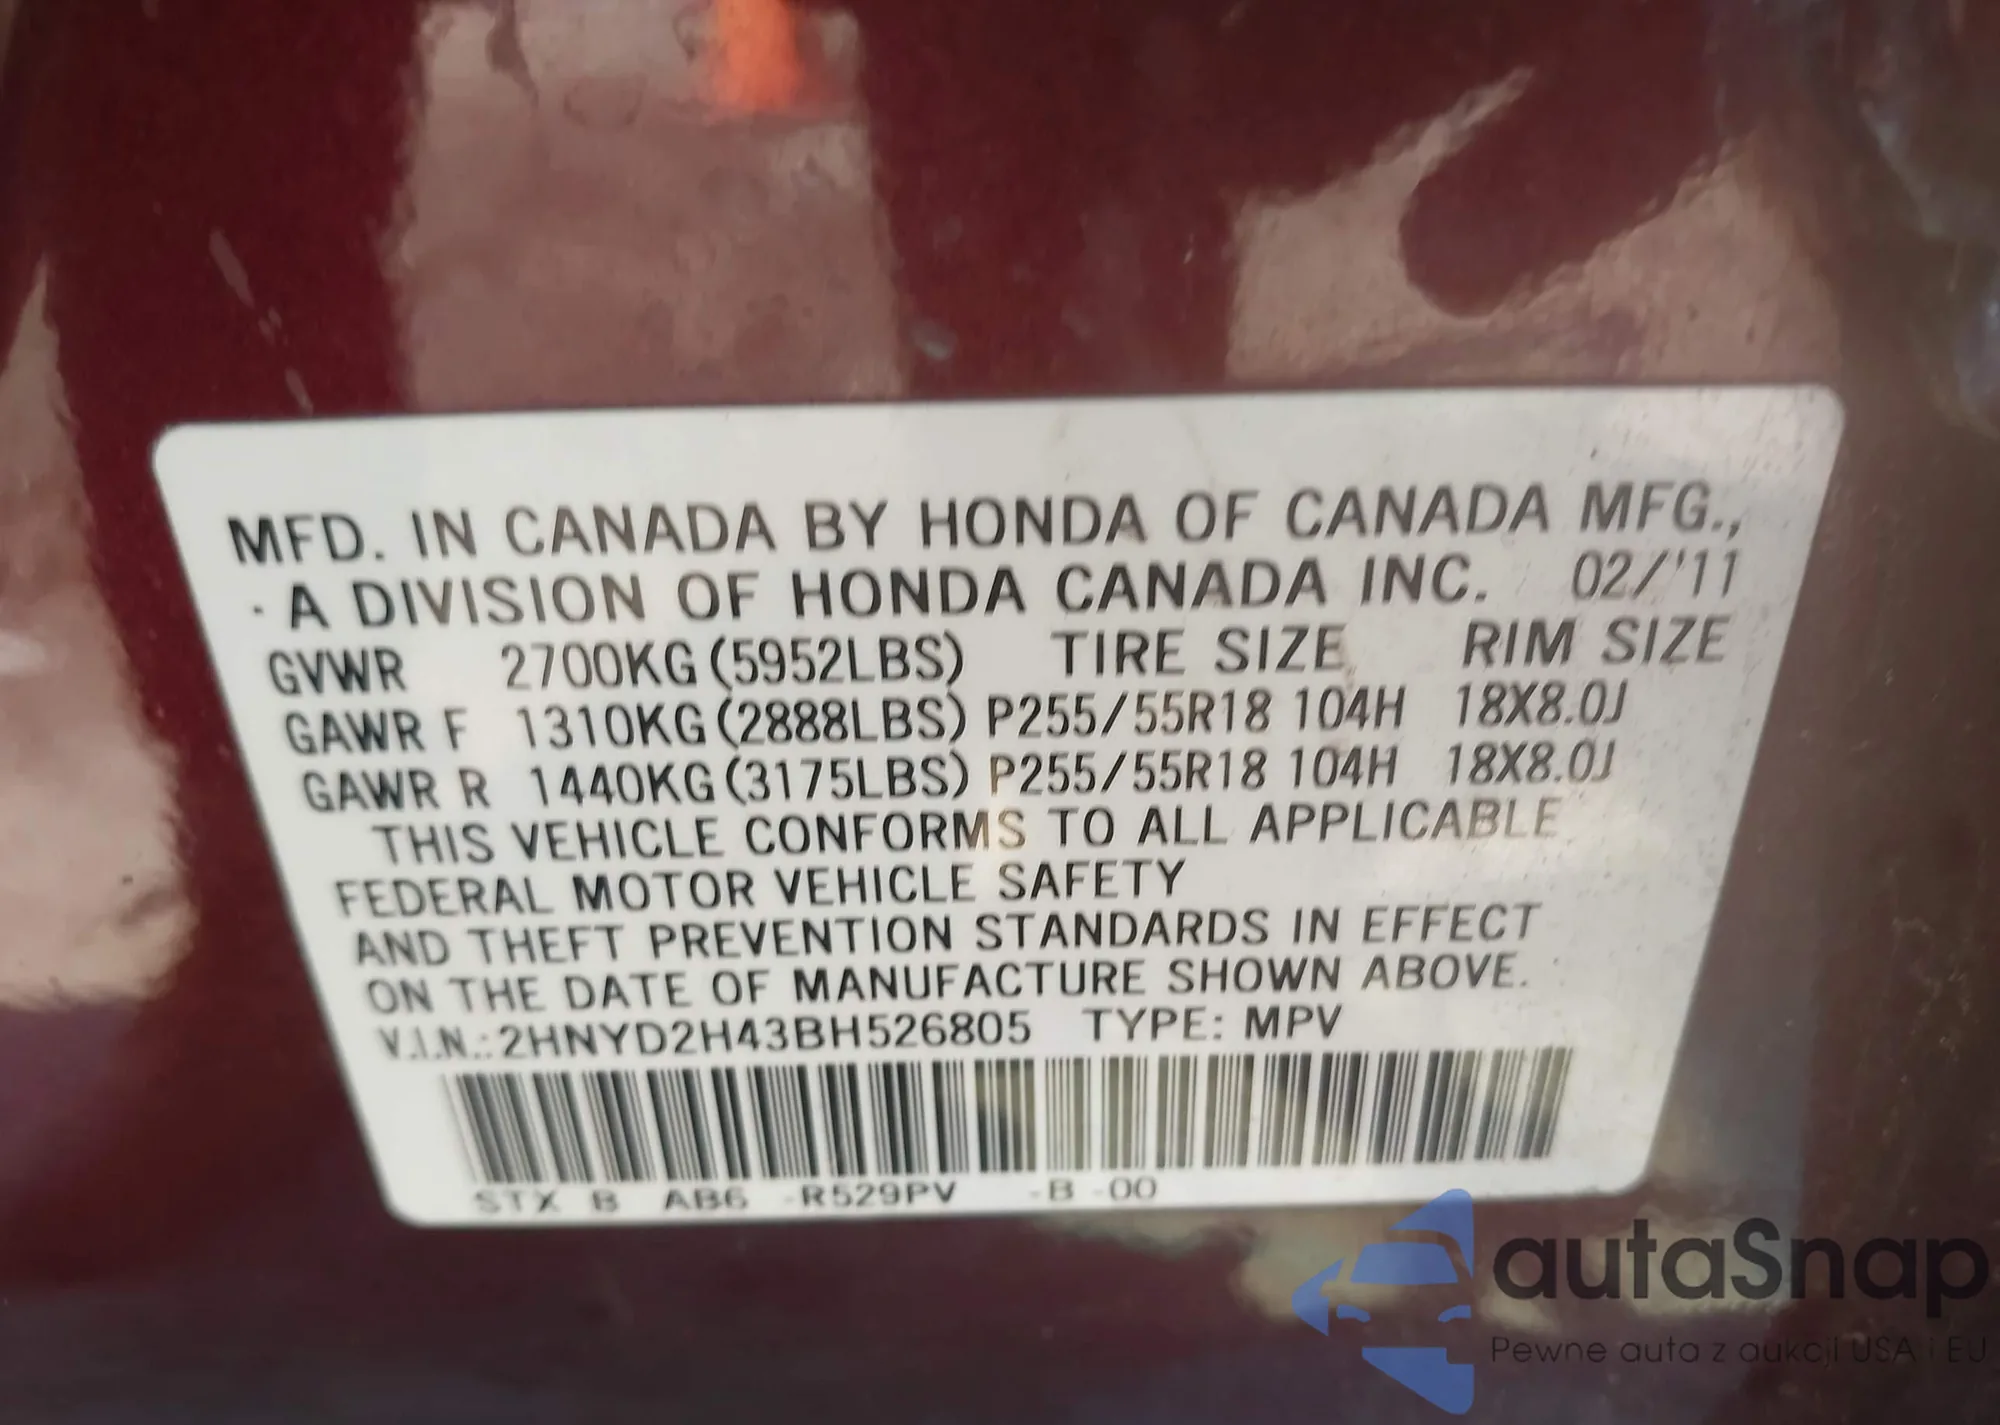 MFD. IN CANADA BY HONDA OF CANADA MFG.,
· A DIVISION OF HONDA CANADA INC. 02/'11
GVWR 2700KG (5952LBS) TIRE SIZE RIM SIZE
GAWR F 1310KG (2888LBS) P255/55R18 104H 18X8.0J
GAWR R 1440KG (3175LBS) P255/55R18 104H 18X8.0J
THIS VEHICLE CONFORMS TO ALL APPLICABLE
FEDERAL MOTOR VEHICLE SAFETY
AND THEFT PREVENTION STANDARDS IN EFFECT
ON THE DATE OF MANUFACTURE SHOWN ABOVE.
V.I.N.: 2HNYD2H43BH526805 TYPE: MPV
STX B AB6 -R529PV -B -00
autaSnap
Pewne auta z aukcji USA i EU